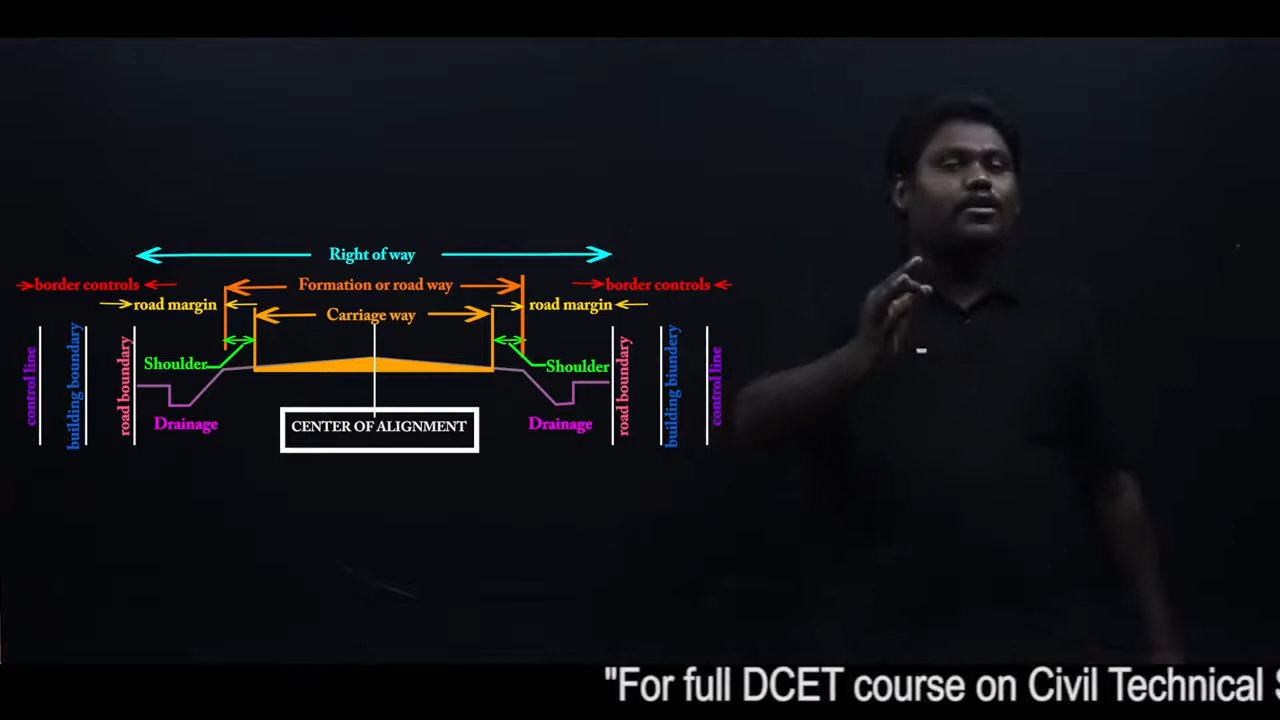 Right of way
border controls
Formation or road way
border controls
road margin
road margin
Carriage way
Shoulder
Shoulder
control line
building boundary
road boundary
road boundary
building biundery
control line
Drainage
CENTER OF ALIGNMENT
Drainage
"For full DCET course on Civil Technical